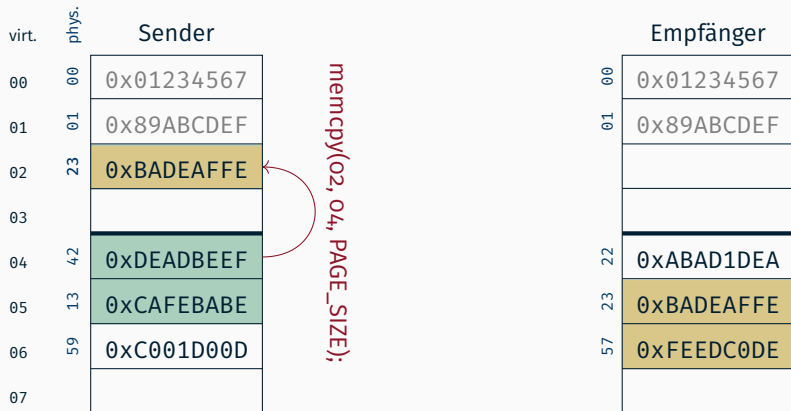 virt. phys. Sender Empfänger
00 00 0x01234567 00 0x01234567
01 01 0x89ABCDEF 01 0x89ABCDEF
02 23 0xBADEAFFE
03
04 42 0xDEADBEEF 22 0xABAD1DEA
05 13 0xCAFEBABE 23 0xBADEAFFE
06 59 0xC001D00D 57 0xFEEDC0DE
07
memcpy(02, 04, PAGE_SIZE);